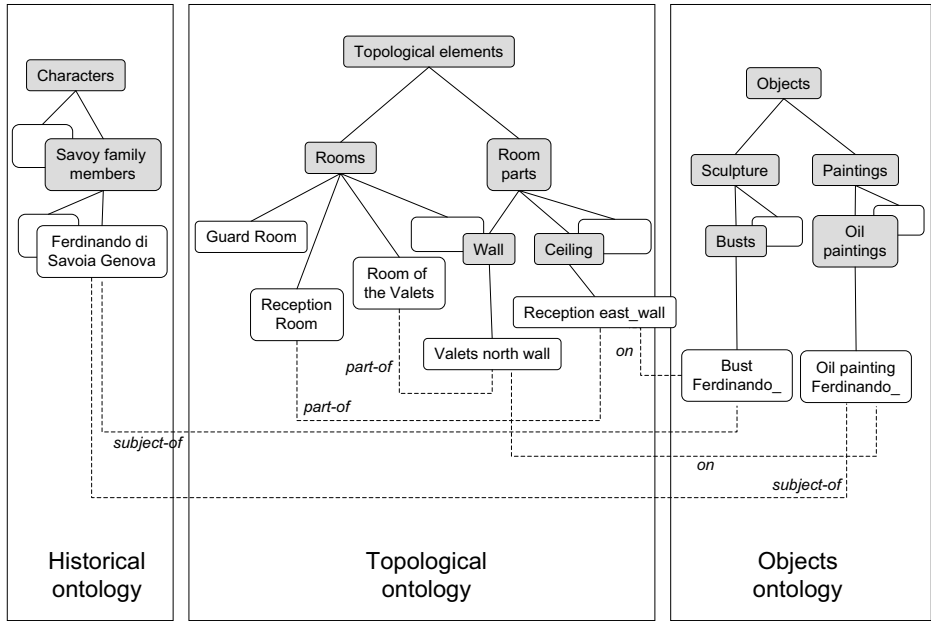 Characters
Savoy family
members
Ferdinando di
Savoia Genova
Historical
ontology
Topological elements
Rooms
Room
parts
Guard Room
Wall
Ceiling
Room of
the Valets
Reception
Room
Reception east_wall
Valets north wall
part-of
part-of
on
subject-of
Topological
ontology
Objects
Sculpture
Paintings
Busts
Oil
paintings
Bust
Ferdinando_
Oil painting
Ferdinando_
on
subject-of
Objects
ontology